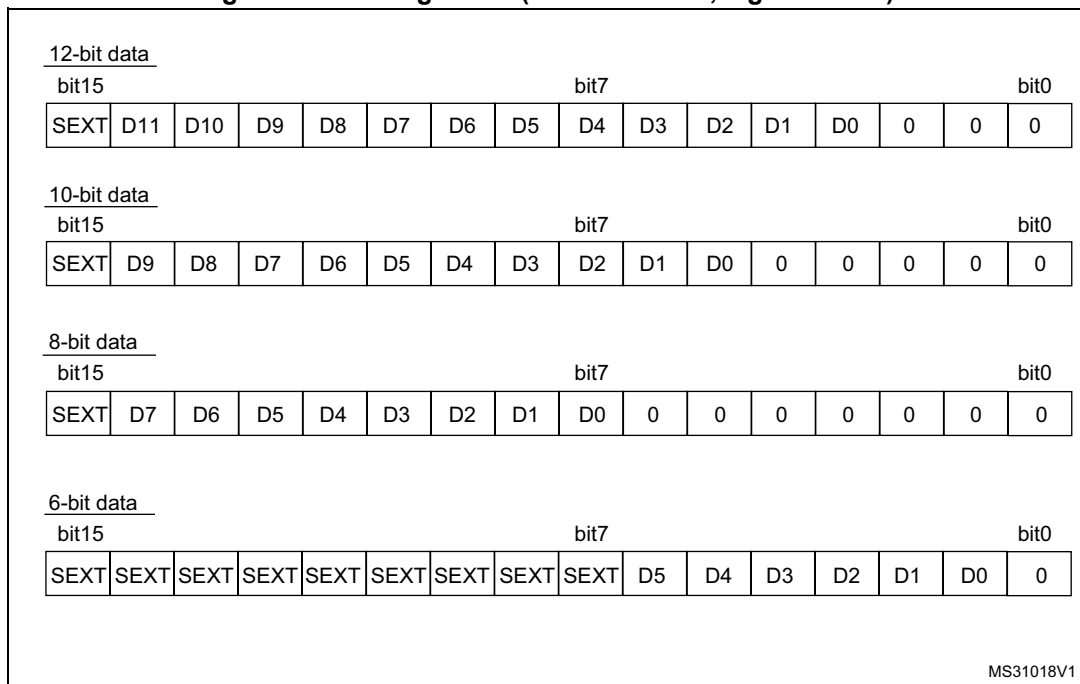 12-bit data
bit15 bit7 bit0
SEXT D11 D10 D9 D8 D7 D6 D5 D4 D3 D2 D1 D0 0 0 0
10-bit data
bit15 bit7 bit0
SEXT D9 D8 D7 D6 D5 D4 D3 D2 D1 D0 0 0 0 0 0
8-bit data
bit15 bit7 bit0
SEXT D7 D6 D5 D4 D3 D2 D1 D0 0 0 0 0 0 0 0
6-bit data
bit15 bit7 bit0
SEXT SEXT SEXT SEXT SEXT SEXT SEXT SEXT SEXT D5 D4 D3 D2 D1 D0 0
MS31018V1